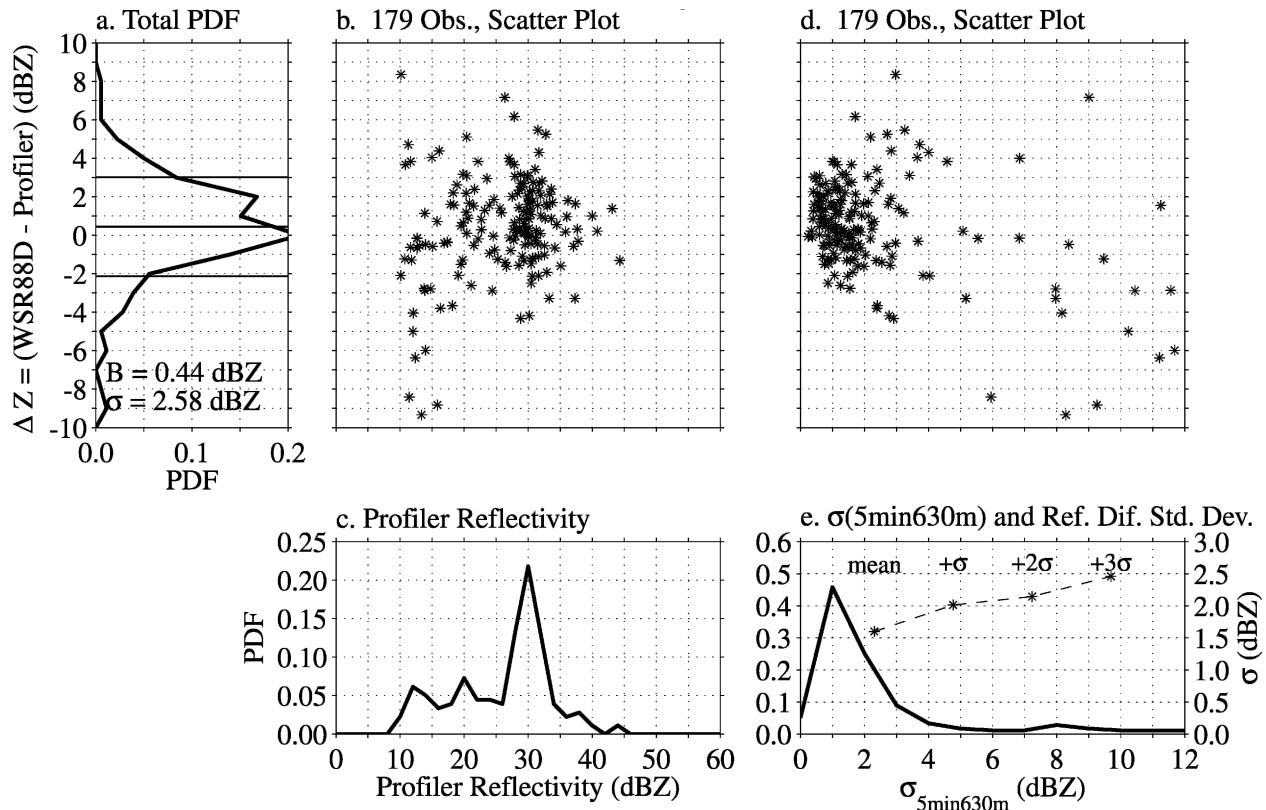 a. Total PDF
b. 179 Obs., Scatter Plot
d. 179 Obs., Scatter Plot
Δ Z = (WSR88D - Profiler) (dBZ)
10
8
6
4
2
0
-2
-4
-6
-8
-10
B = 0.44 dBZ
σ = 2.58 dBZ
0.0 0.1 0.2
PDF
c. Profiler Reflectivity
PDF
0.25
0.20
0.15
0.10
0.05
0.00
0 10 20 30 40 50 60
Profiler Reflectivity (dBZ)
e. σ(5min630m) and Ref. Dif. Std. Dev.
mean +σ +2σ +3σ
0.6
0.5
0.4
0.3
0.2
0.1
0.0
3.0
2.5
2.0
1.5
1.0
0.5
0.0
σ (dBZ)
0 2 4 6 8 10 12
σ5min630m (dBZ)